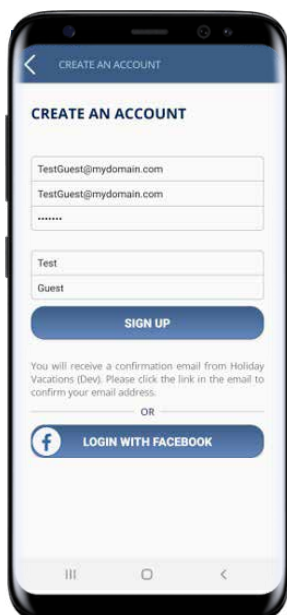 CREATE AN ACCOUNT
CREATE AN ACCOUNT
TestGuest@mydomain.com
TestGuest@mydomain.com
•••••••
Test
Guest
SIGN UP
You will receive a confirmation email from Holiday
Vacations (Dev). Please click the link in the email to
confirm your email address.
OR
f LOGIN WITH FACEBOOK